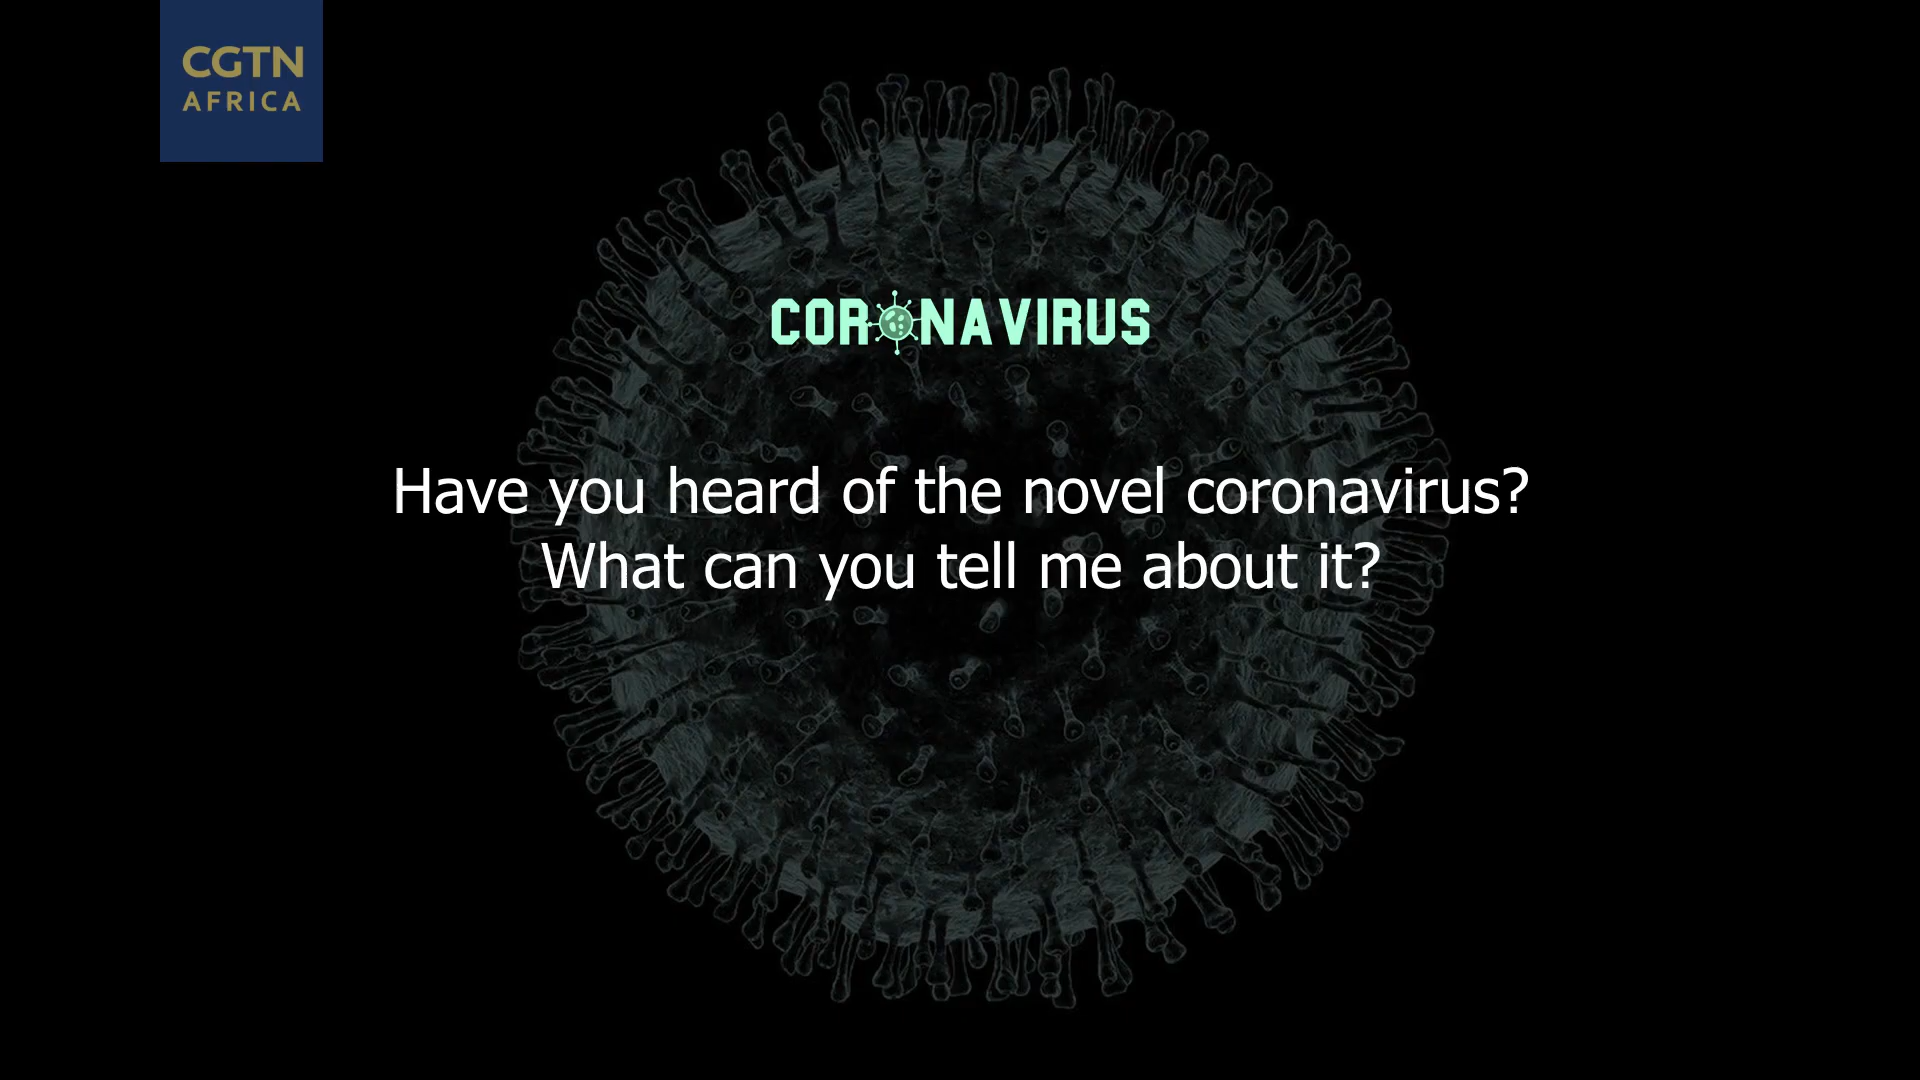 CGTN
AFRICA
CORONAVIRUS
Have you heard of the novel coronavirus?
What can you tell me about it?